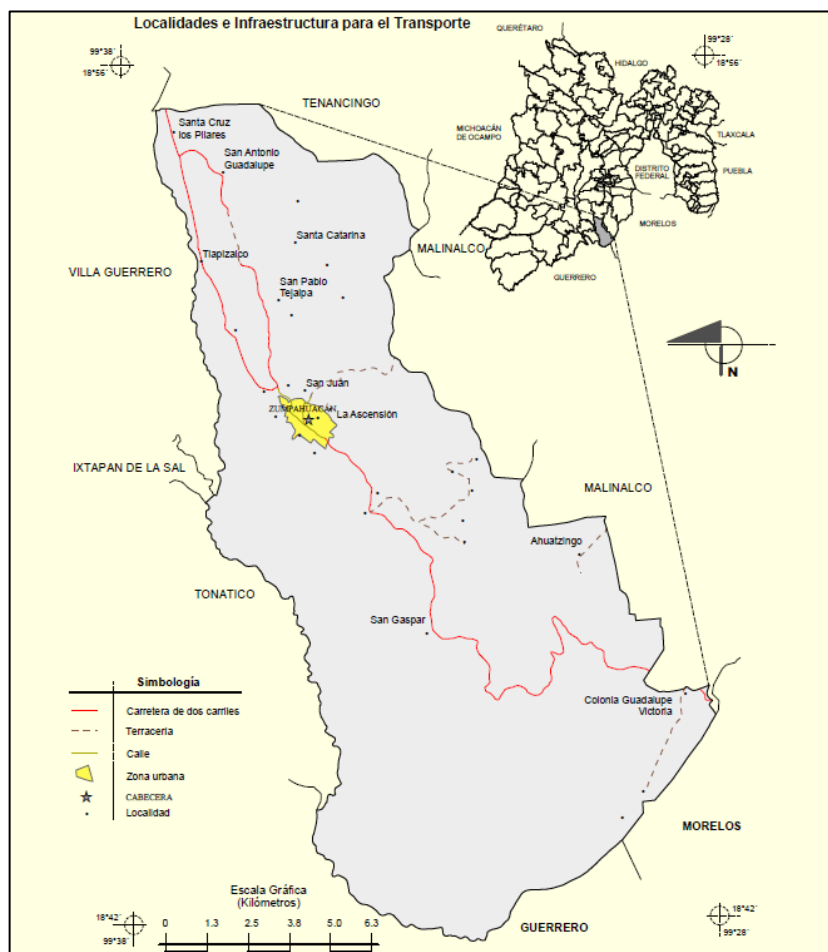 Localidades e Infraestructura para el Transporte
QUERÉTARO
99°38´
18°56´
99°28´
18°56´
HIDALGO
TENANCINGO
Santa Cruz
los Pilares
MICHOACÁN
DE OCAMPO
TLAXCALA
San Antonio
Guadalupe
DISTRITO
FEDERAL
PUEBLA
MORELOS
Santa Catarina
MALINALCO
Tlapizalco
VILLA GUERRERO
San Pablo
Tejalpa
GUERRERO
N
San Juán
ZUMPAHUACÁN
La Ascensión
IXTAPAN DE LA SAL
MALINALCO
Ahuatzingo
TONATICO
San Gaspar
Simbología
Carretera de dos carriles
Terracería
Calle
Zona urbana
CABECERA
Localidad
Colonia Guadalupe
Victoria
MORELOS
Escala Gráfica
(Kilómetros)
0 1.3 2.5 3.8 5.0 6.3
18°42´
99°38´
GUERRERO
18°42´
99°28´